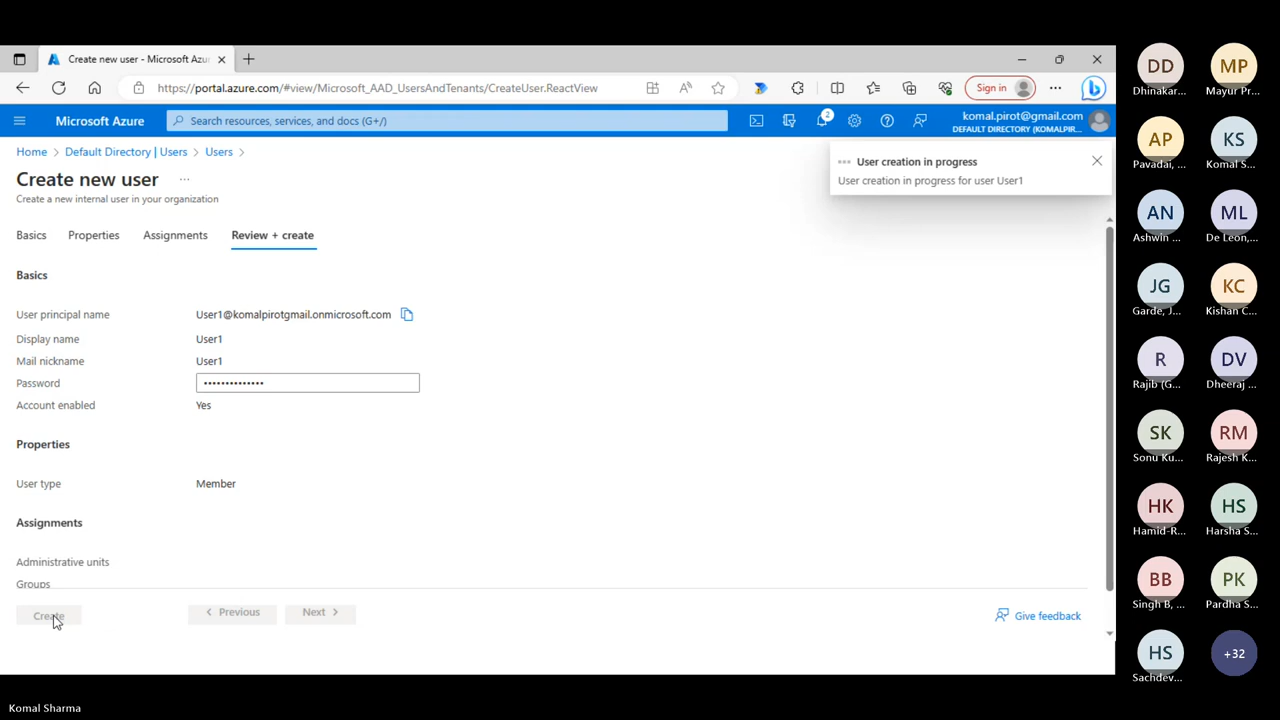 Create new user - Microsoft Azu
https://portal.azure.com/#view/Microsoft_AAD_UsersAndTenants/CreateUser.ReactView
Sign in
Microsoft Azure
Search resources, services, and docs (G+/)
2
komal.pirot@gmail.com
DEFAULT DIRECTORY (KOMALPIR...
Home > Default Directory | Users > Users >
Create new user
...
Create a new internal user in your organization
User creation in progress
User creation in progress for user User1
Basics
Properties
Assignments
Review + create
Basics
User principal name
User1@komalpirotgmail.onmicrosoft.com
Display name
User1
Mail nickname
User1
Password
••••••••••••••
Account enabled
Yes
Properties
User type
Member
Assignments
Administrative units
Groups
Create
< Previous
Next >
Give feedback
DD
Dhinakar...
MP
Mayur Pr...
AP
Pavadai, ...
KS
Komal S...
AN
Ashwin ...
ML
De Leon,...
JG
Garde, J...
KC
Kishan C...
R
Rajib (G...
DV
Dheeraj ...
SK
Sonu Ku...
RM
Rajesh K...
HK
Hamid-R...
HS
Harsha S...
BB
Singh B, ...
PK
Pardha S...
HS
Sachdev...
+32
Komal Sharma